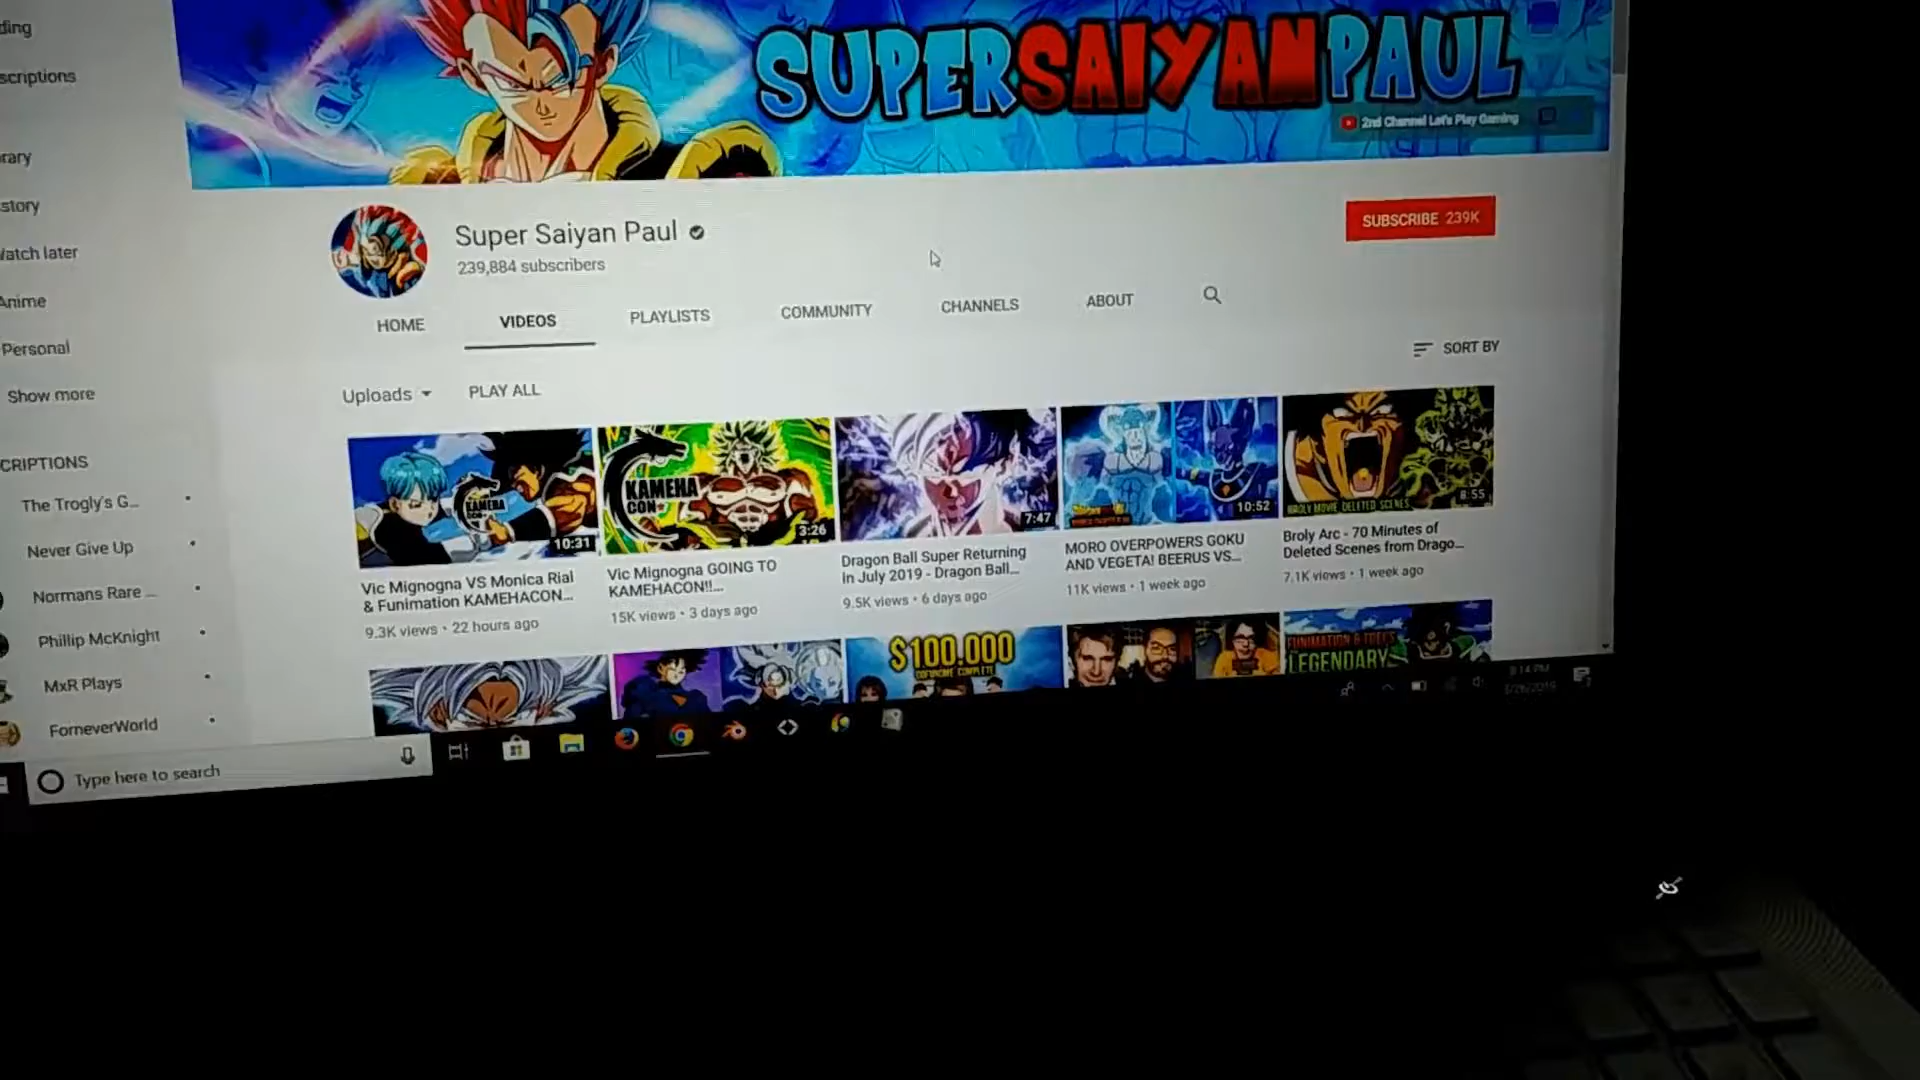 SUPERSAIYANPAUL
2nd Channel Let's Play Gaming
Super Saiyan Paul
239,884 subscribers
SUBSCRIBE 239K
HOME
VIDEOS
PLAYLISTS
COMMUNITY
CHANNELS
ABOUT
SORT BY
Uploads
PLAY ALL
scriptions
story
Watch later
Anime
Personal
Show more
CRIPTIONS
The Trogly's G...
Never Give Up
Normans Rare ...
Phillip McKnight
MxR Plays
ForneverWorld
KAMEHA
CON
10:31
Vic Mignogna VS Monica Rial
& Funimation KAMEHACON...
9.3K views • 22 hours ago
KAMEHA
CON
3:26
Vic Mignogna GOING TO
KAMEHACON!!...
15K views • 3 days ago
7:47
Dragon Ball Super Returning
in July 2019 - Dragon Ball...
9.5K views • 6 days ago
10:52
MORO OVERPOWERS GOKU
AND VEGETA! BEERUS VS...
11K views • 1 week ago
BROLY MOVIE DELETED SCENES
8:55
Broly Arc - 70 Minutes of
Deleted Scenes from Drago...
7.1K views • 1 week ago
$100.000
GOFUNDME COMPLETE
LEGENDARY
Type here to search